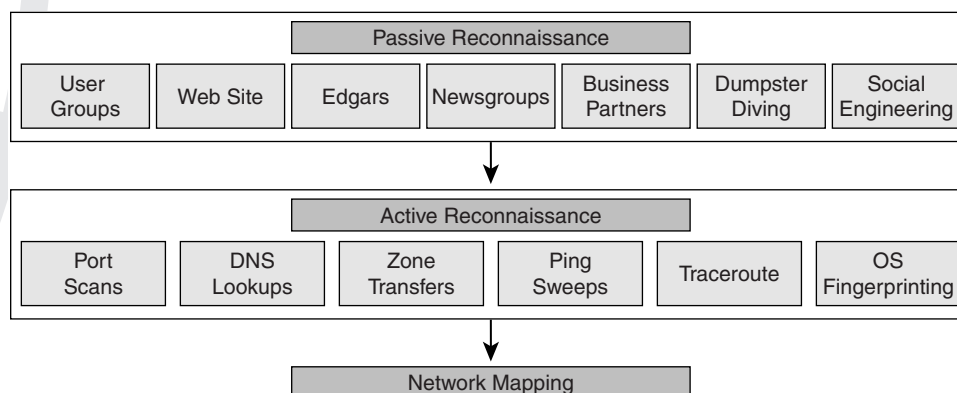 Passive Reconnaissance
User
Groups
Web Site
Edgars
Newsgroups
Business
Partners
Dumpster
Diving
Social
Engineering
Active Reconnaissance
Port
Scans
DNS
Lookups
Zone
Transfers
Ping
Sweeps
Traceroute
OS
Fingerprinting
Network Mapping